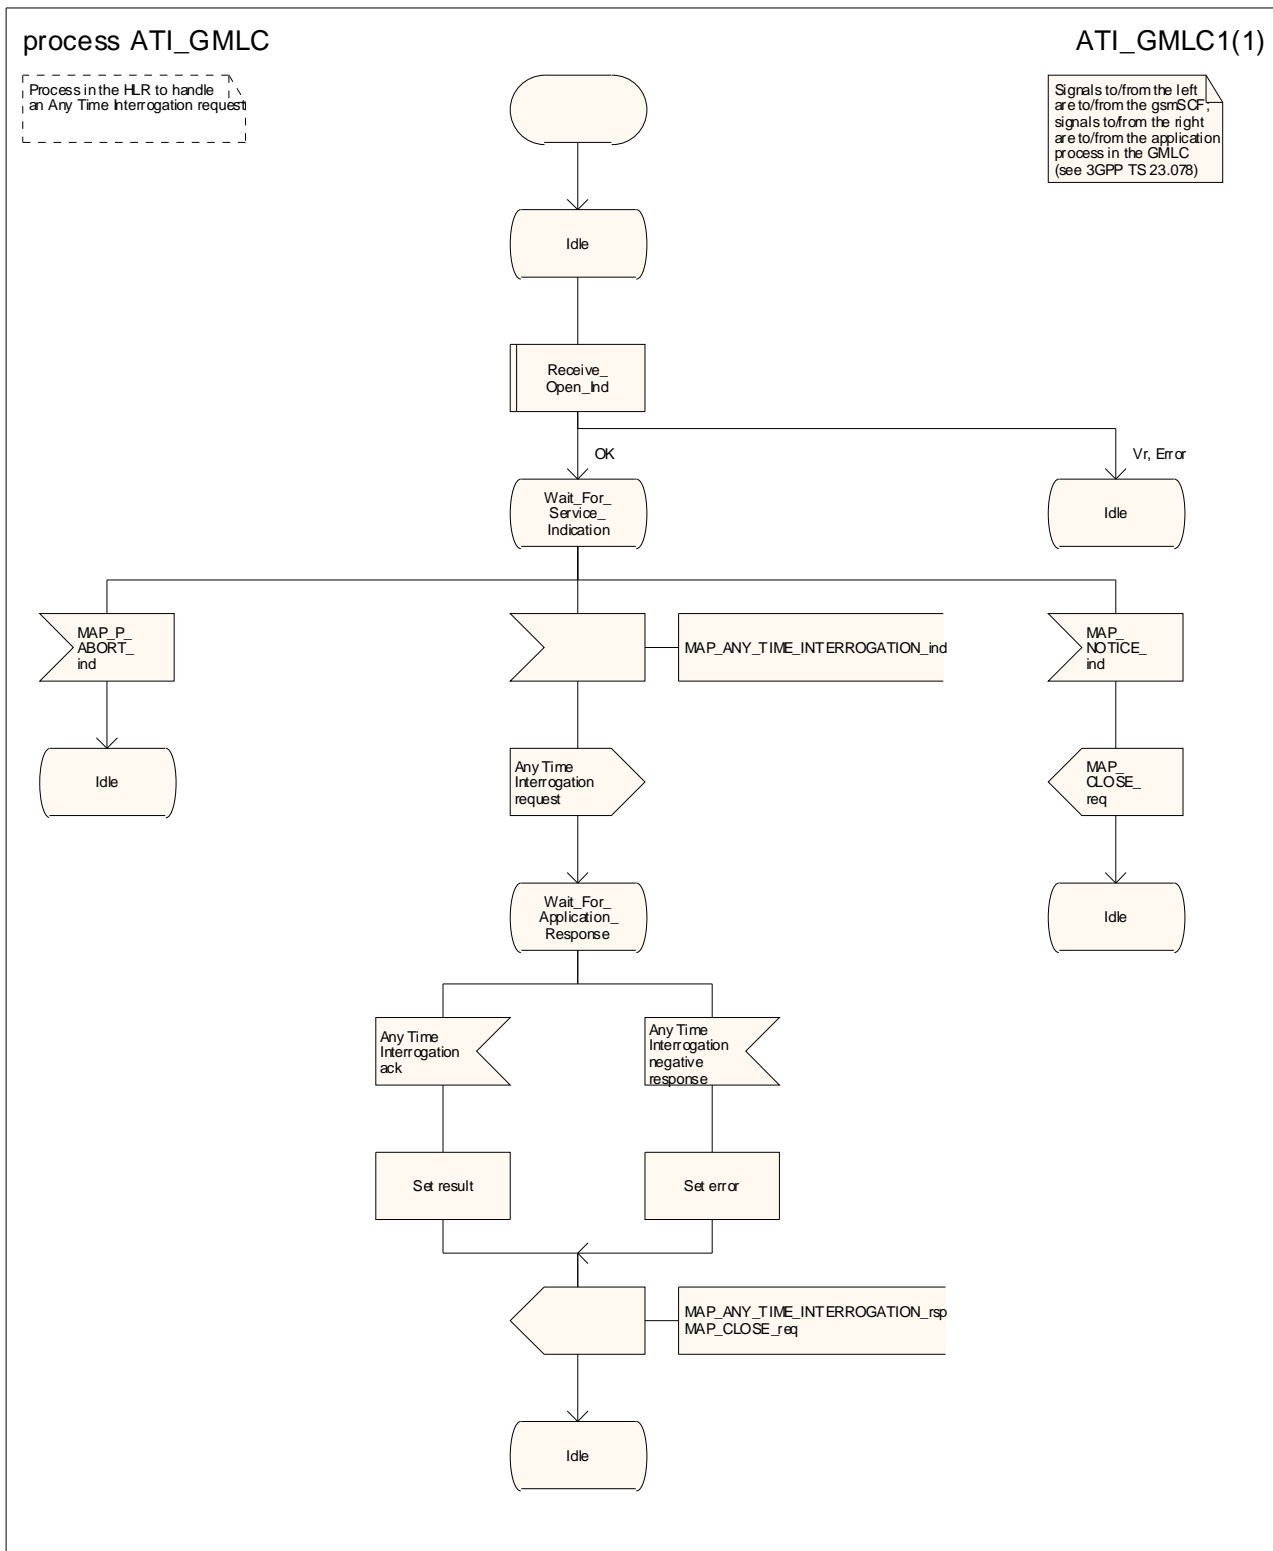 process ATI_GMLC
ATI_GMLC1(1)
Process in the HLR to handle
an Any Time Interrogation request
Signals to/from the left
are to/from the gsmSCF;
signals to/from the right
are to/from the application
process in the GMLC
(see 3GPP TS 23.078)
Idle
Receive_
Open_Ind
OK
Vr, Error
Wait_For_
Service_
Indication
Idle
MAP_P_
ABORT_
ind
MAP_ANY_TIME_INTERROGATION_ind
MAP_
NOTICE_
ind
Idle
Any Time
Interrogation
request
MAP_
CLOSE_
req
Wait_For_
Application_
Response
Idle
Any Time
Interrogation
ack
Any Time
Interrogation
negative
response
Set result
Set error
MAP_ANY_TIME_INTERROGATION_rsp
MAP_CLOSE_req
Idle